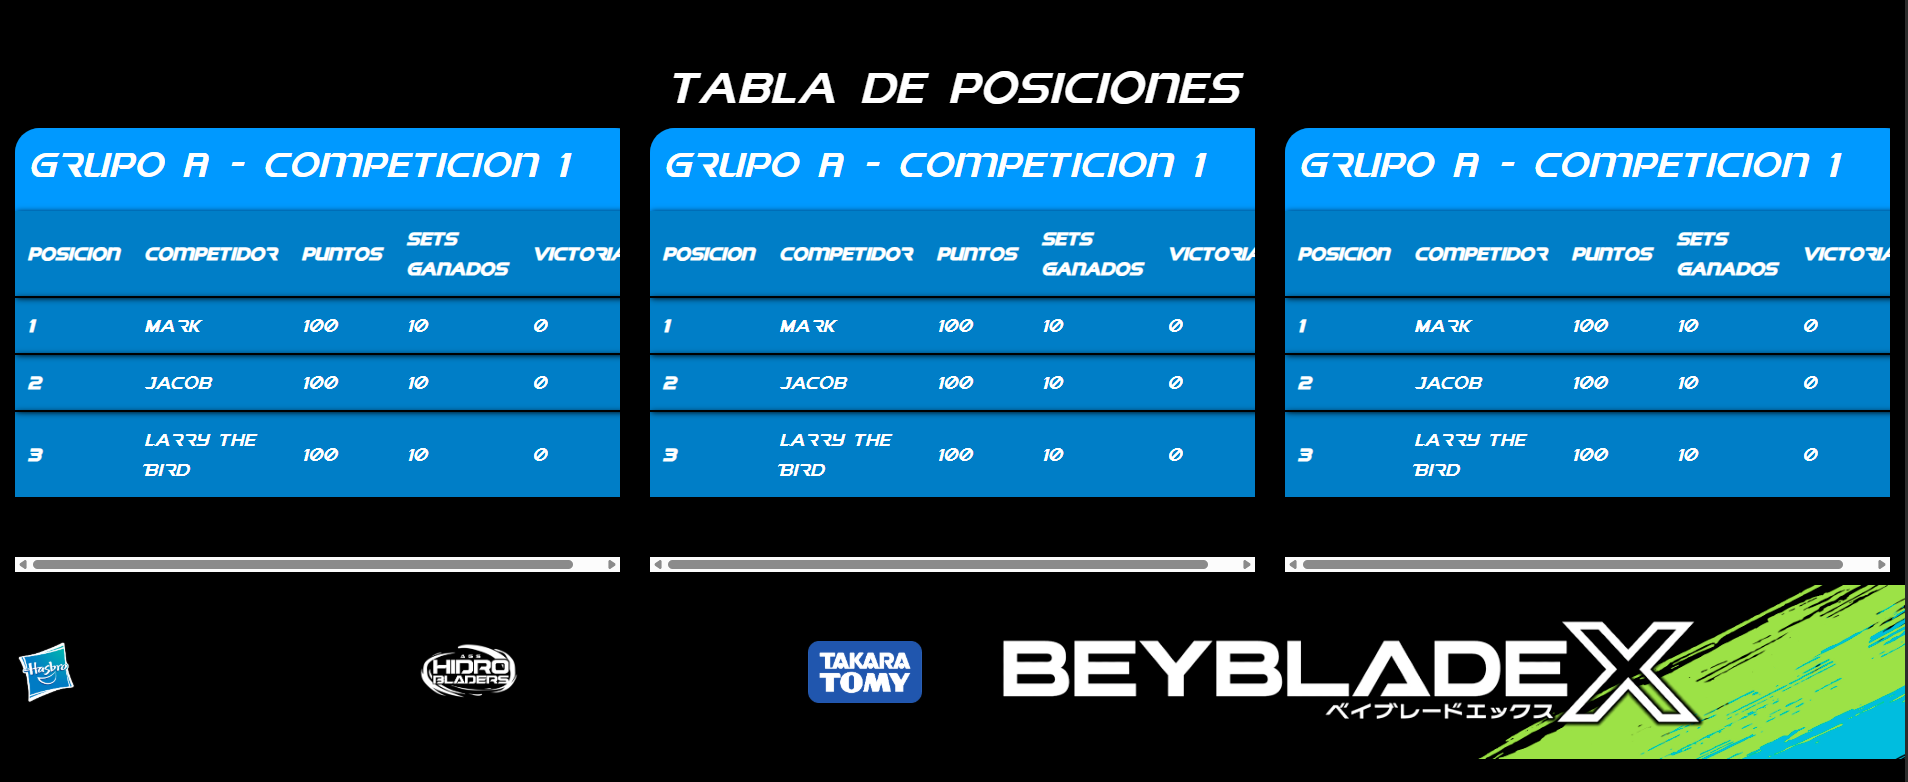 TABLA DE POSICIONES
GRUPO A - COMPETICION 1
POSICION COMPETIDOR PUNTOS SETS GANADOS VICTORIA
1 MARK 100 10 0
2 JACOB 100 10 0
3 LARRY THE BIRD 100 10 0
GRUPO A - COMPETICION 1
POSICION COMPETIDOR PUNTOS SETS GANADOS VICTORIA
1 MARK 100 10 0
2 JACOB 100 10 0
3 LARRY THE BIRD 100 10 0
GRUPO A - COMPETICION 1
POSICION COMPETIDOR PUNTOS SETS GANADOS VICTORIA
1 MARK 100 10 0
2 JACOB 100 10 0
3 LARRY THE BIRD 100 10 0
Hasbro
HIDRO
BLADERS
TAKARA
TOMY
BEYBLADE X
ベイブレードエックス